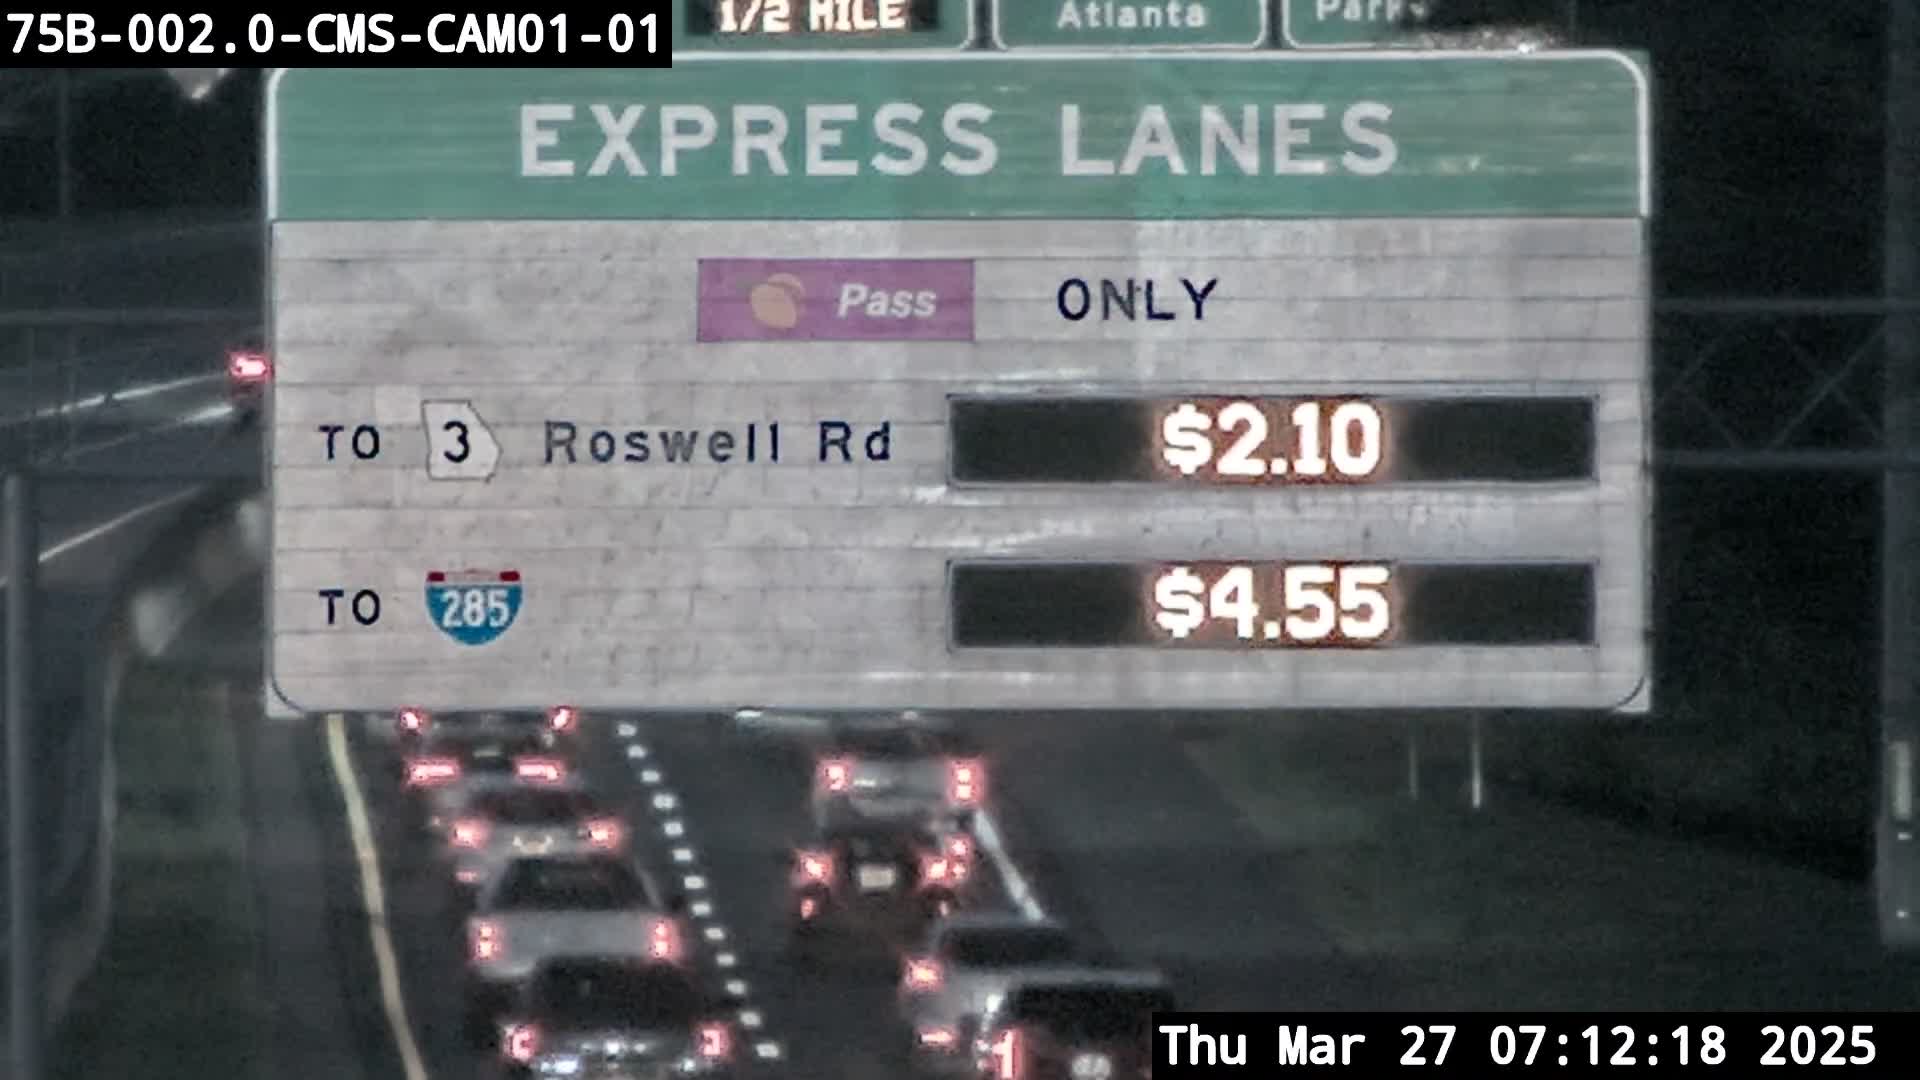 75B-002.0-CMS-CAM01-01
1/2 MILE
Atlanta
EXPRESS LANES
Pass ONLY
TO 3 Roswell Rd $2.10
TO 285 $4.55
Thu Mar 27 07:12:18 2025